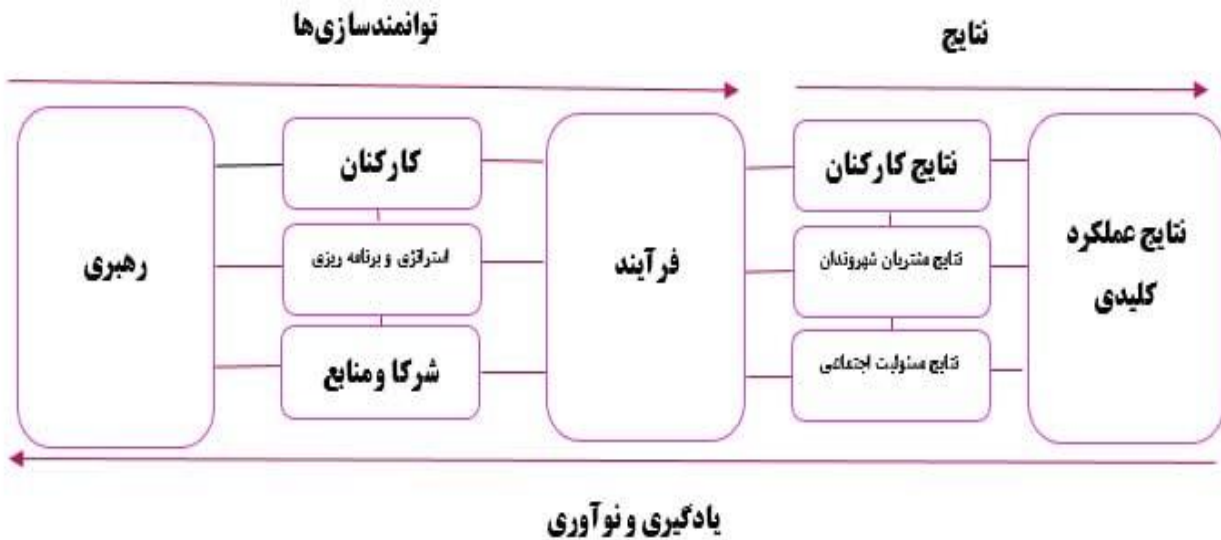 توانمندسازی‌ها
نتایج
رهبری
کارکنان
استراتژی و برنامه ریزی
شرکا و منابع
فرآیند
نتایج کارکنان
نتایج مشتریان شهروندان
نتایج مسئولیت اجتماعی
نتایج عملکرد
کلیدی
یادگیری و نوآوری